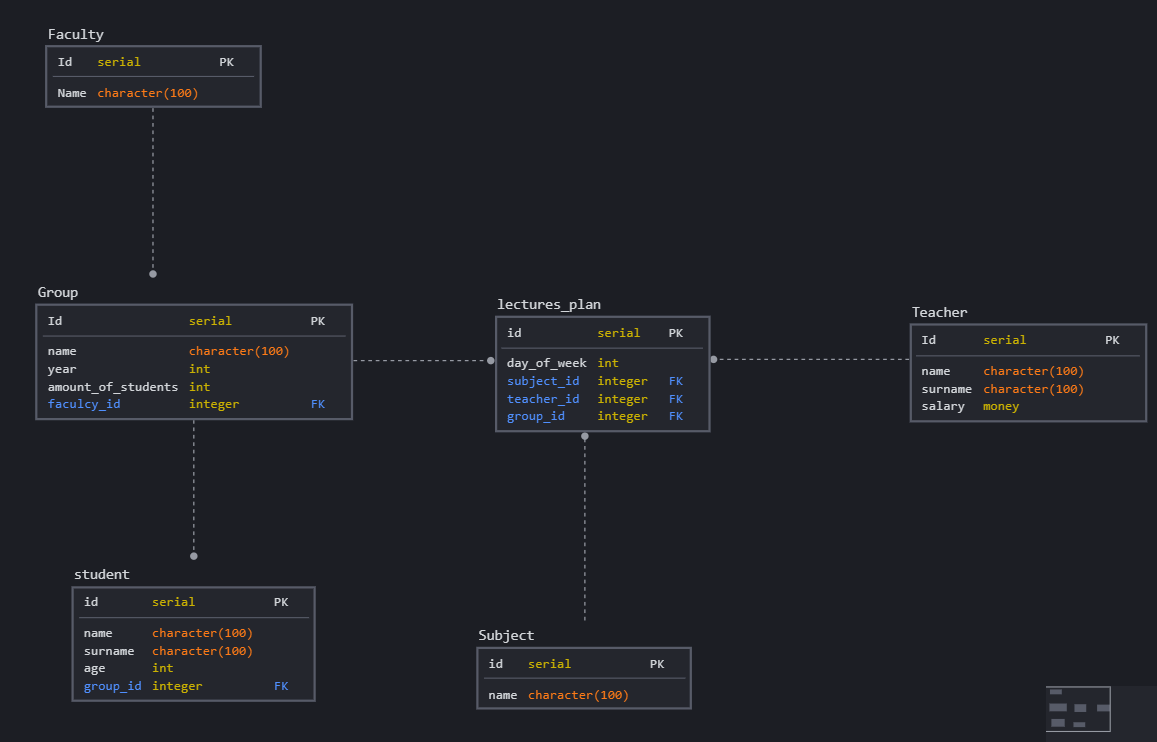 Faculty
Id serial PK
Name character(100)
Group
Id serial PK
name character(100)
year int
amount_of_students int
faculcy_id integer FK
lectures_plan
id serial PK
day_of_week int
subject_id integer FK
teacher_id integer FK
group_id integer FK
Teacher
Id serial PK
name character(100)
surname character(100)
salary money
student
id serial PK
name character(100)
surname character(100)
age int
group_id integer FK
Subject
id serial PK
name character(100)